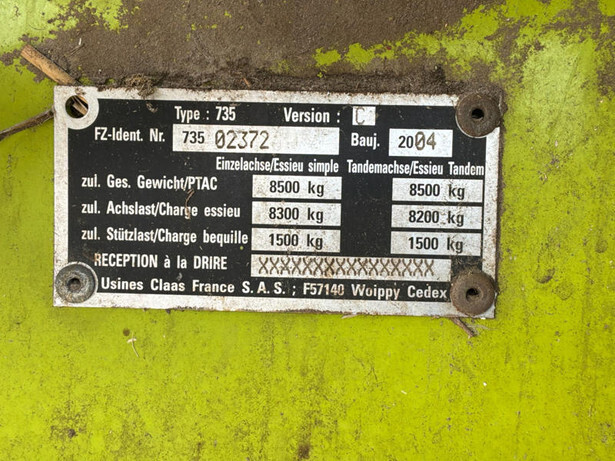 Type : 735 Version : C
FZ-Ident. Nr. 735 02372 Bauj. 2004
Einzelachse/Essieu simple Tandemachse/Essieu Tandem
zul. Ges. Gewicht/PTAC 8500 kg 8500 kg
zul. Achslast/Charge essieu 8300 kg 8200 kg
zul. Stützlast/Charge bequille 1500 kg 1500 kg
RECEPTION à la DRIRE XXXXXXXXXXXXXXXXX
Usines Claas France S.A.S. ; F57140 Woippy Cedex